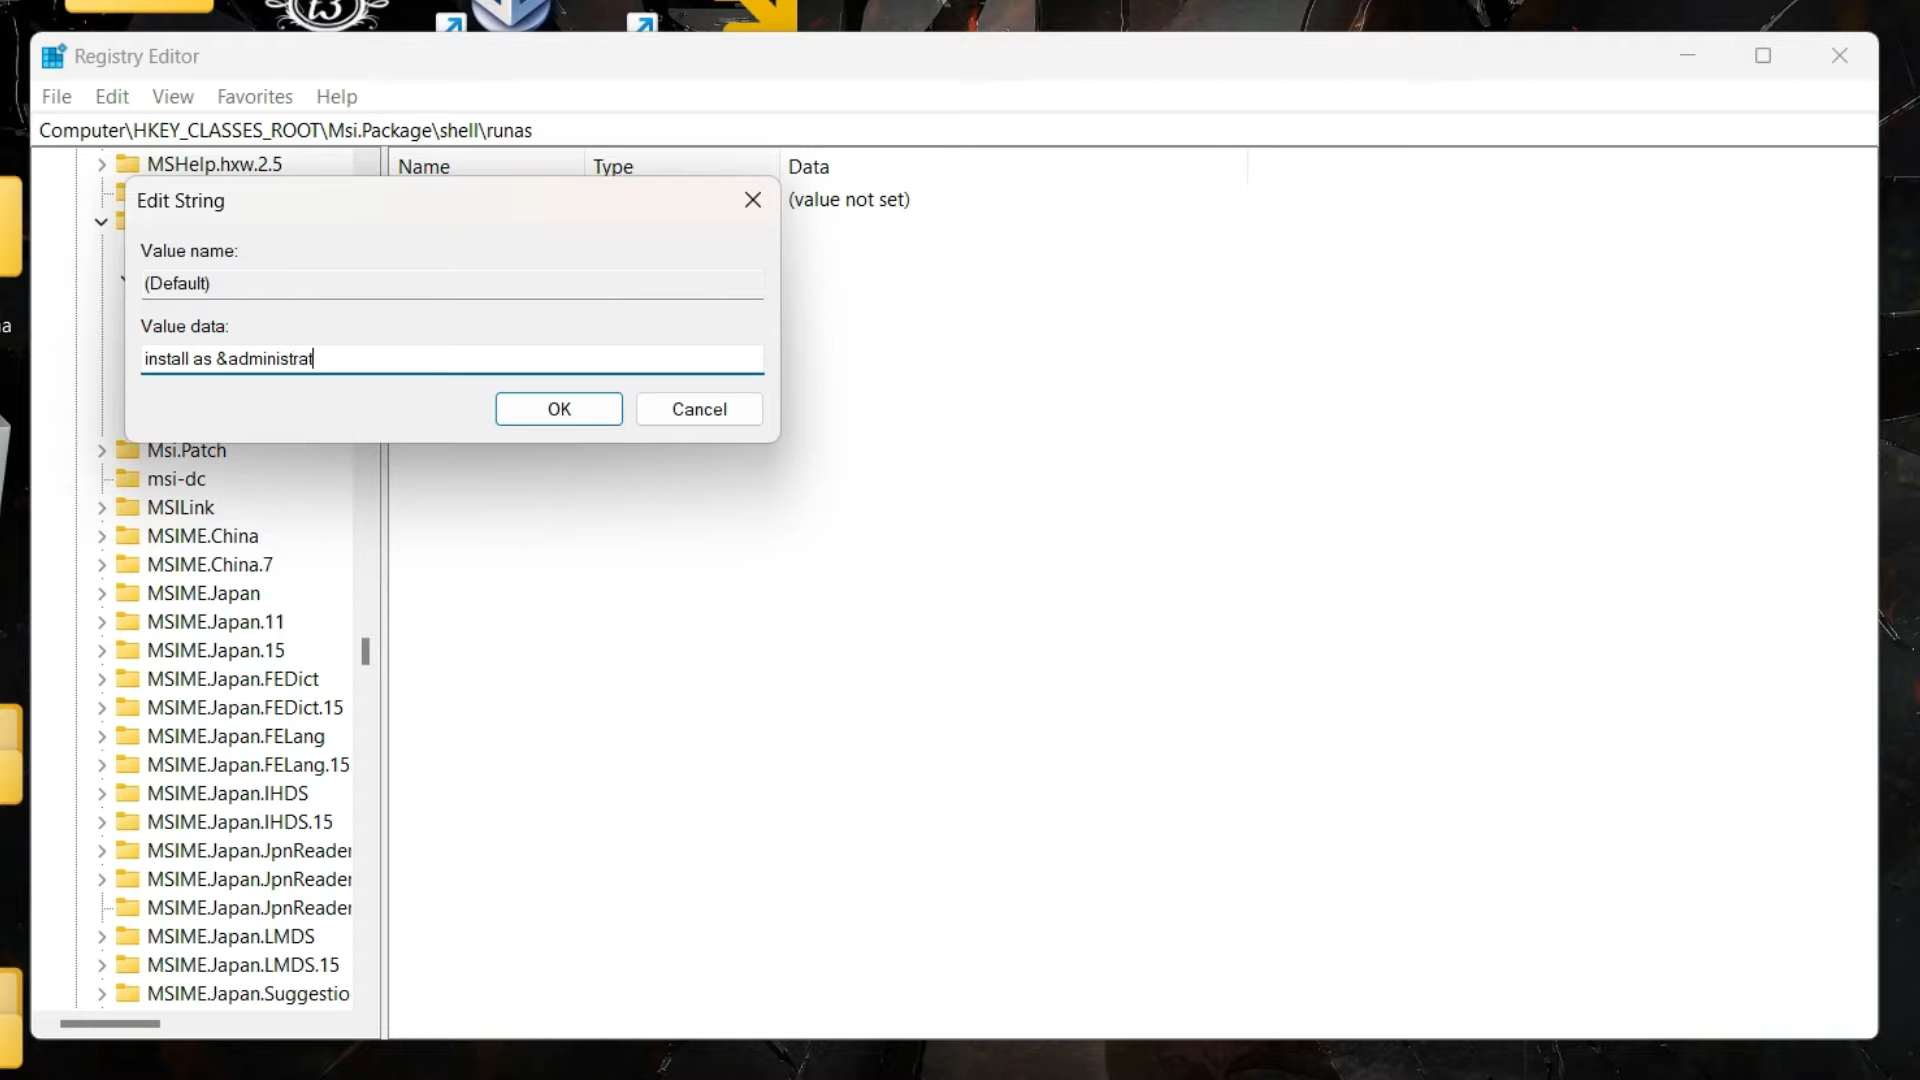 t3
Registry Editor
File Edit View Favorites Help
Computer\HKEY_CLASSES_ROOT\Msi.Package\shell\runas
MSHelp.hxw.2.5
Name Type Data
(value not set)
Edit String
Value name:
(Default)
Value data:
install as &administrat
OK Cancel
Msi.Patch
msi-dc
MSILink
MSIME.China
MSIME.China.7
MSIME.Japan
MSIME.Japan.11
MSIME.Japan.15
MSIME.Japan.FEDict
MSIME.Japan.FEDict.15
MSIME.Japan.FELang
MSIME.Japan.FELang.15
MSIME.Japan.IHDS
MSIME.Japan.IHDS.15
MSIME.Japan.JpnReader
MSIME.Japan.JpnReader
MSIME.Japan.JpnReader
MSIME.Japan.LMDS
MSIME.Japan.LMDS.15
MSIME.Japan.Suggestio